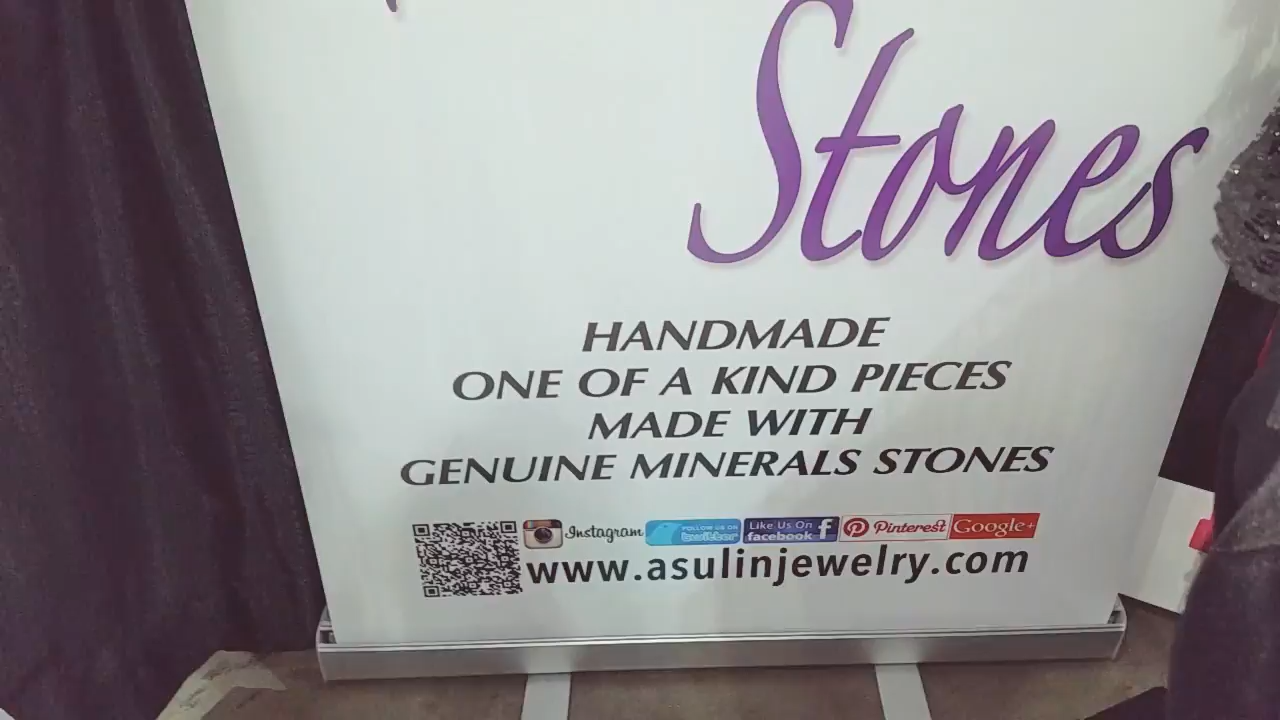 Stones
HANDMADE
ONE OF A KIND PIECES
MADE WITH
GENUINE MINERALS STONES
Instagram FOLLOW US ON twitter Like Us On facebook f Pinterest Google+
www.asulinjewelry.com